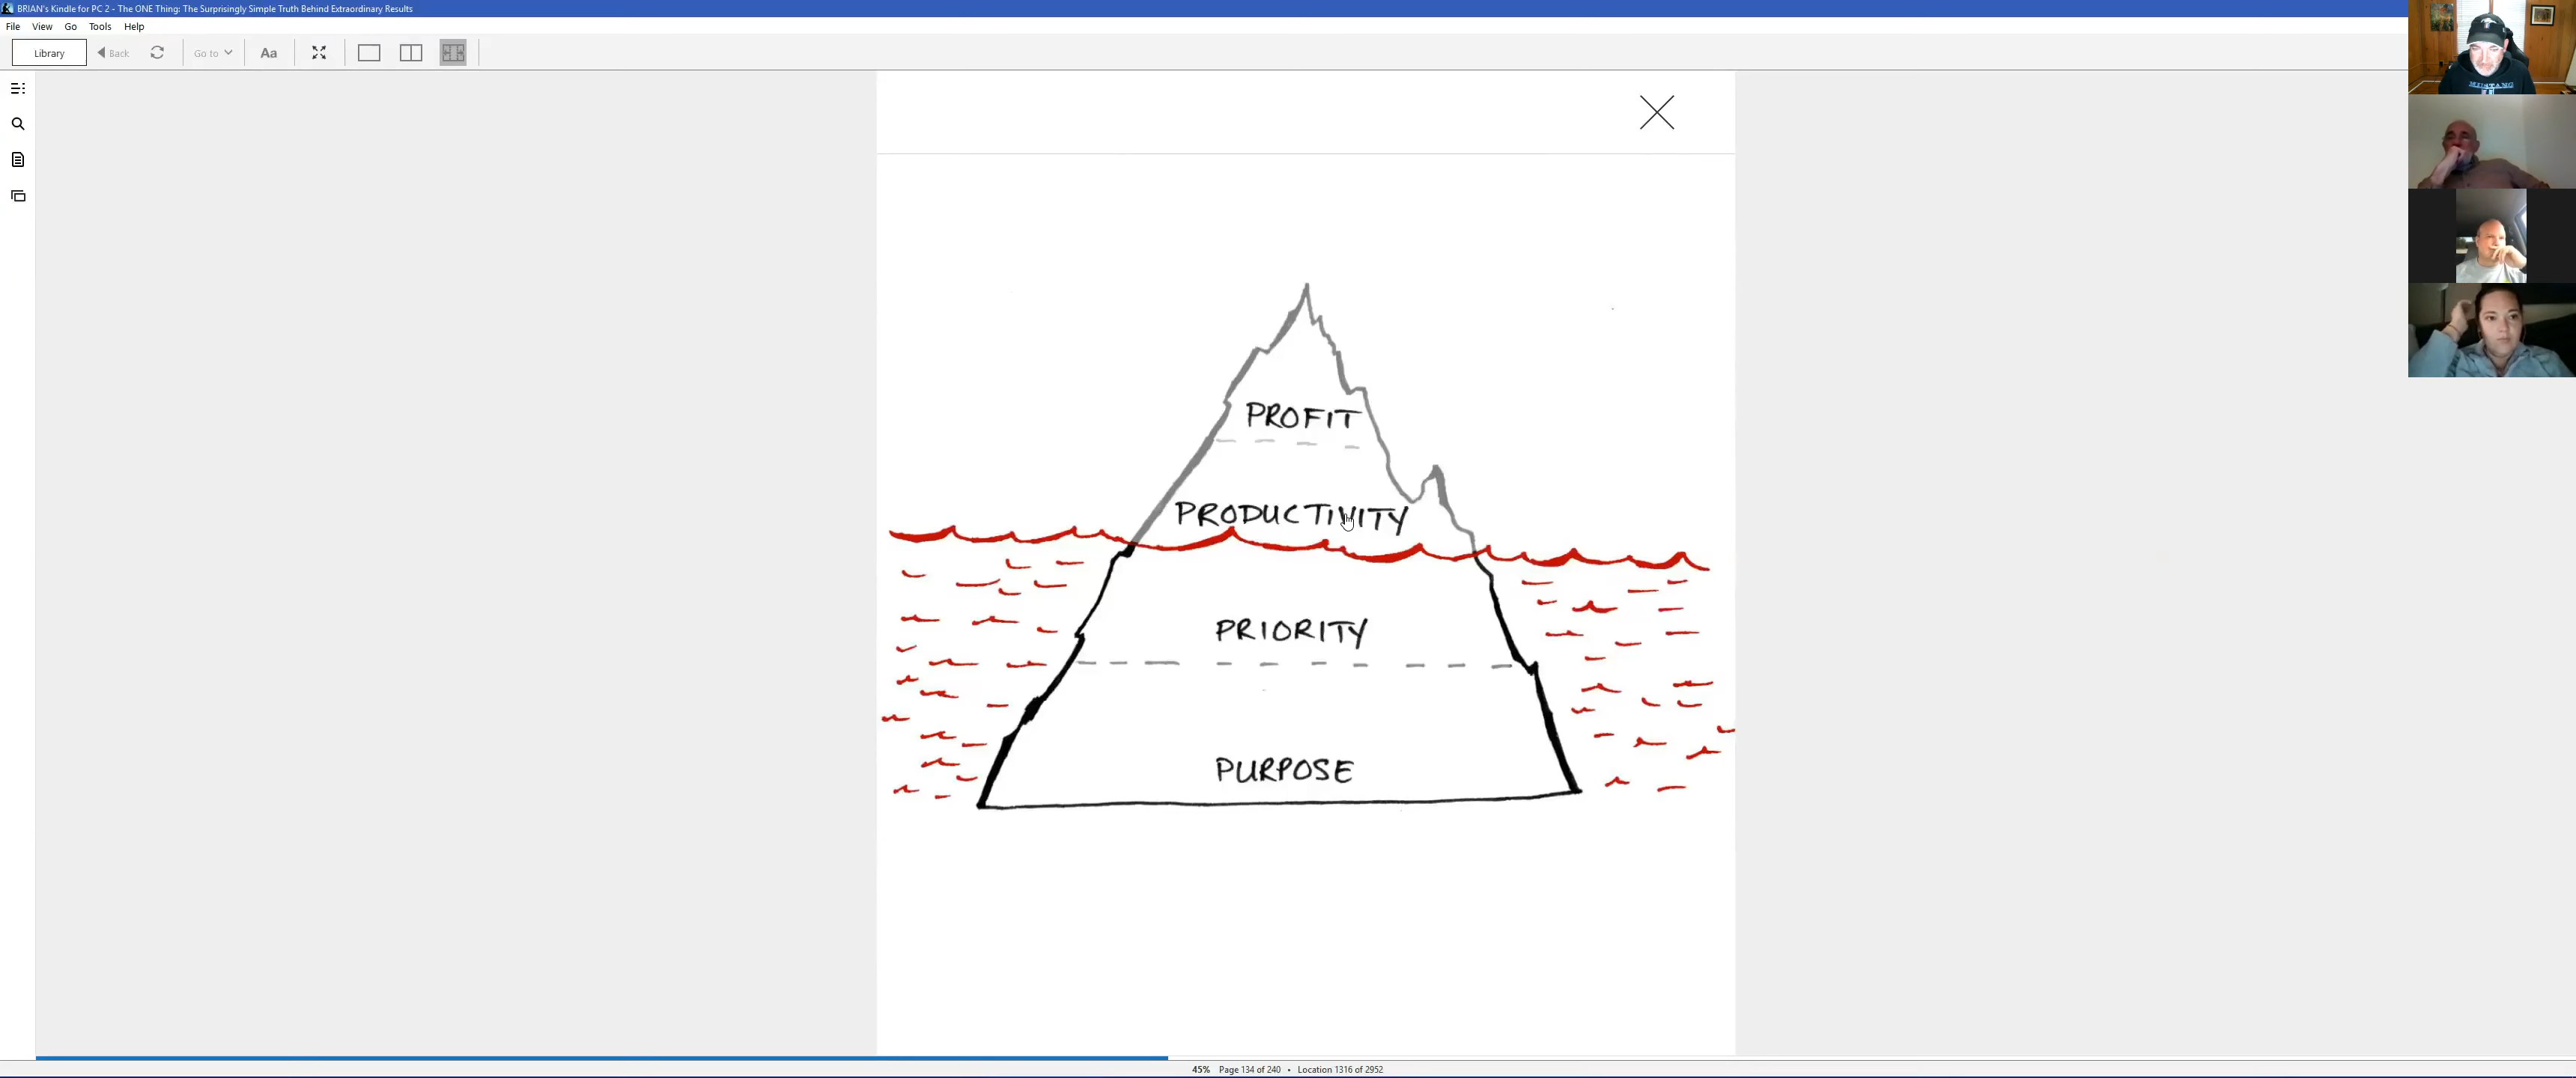 BRIAN's Kindle for PC 2 - The ONE Thing: The Surprisingly Simple Truth Behind Extraordinary Results
File View Go Tools Help
Library Back Go to Aa
PROFIT
PRODUCTIVITY
PRIORITY
PURPOSE
MUSTANG
45% Page 134 of 240 • Location 1316 of 2952